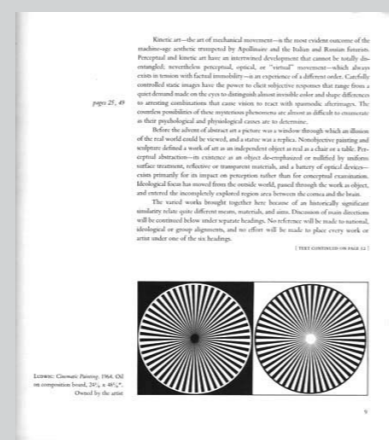 Kinetic art—the art of mechanical movement—is the most evident outcome of the
machine-age aesthetic trumpeted by Apollinaire and the Italian and Russian futurists.
Perceptual and kinetic art have an intertwined development that cannot be totally dis-
entangled; nevertheless perceptual, optical, or "virtual" movement—which always
exists in tension with factual immobility—is an experience of a different order. Carefully
controlled static images have the power to elicit subjective responses that range from a
quiet demand made on the eyes to distinguish almost invisible color and shape differences
pages 25, 49
to arresting combinations that cause vision to react with spasmodic afterimages. The
countless possibilities of these mysterious phenomena are almost as difficult to enumerate
as their psychological and physiological causes are to determine.
Before the advent of abstract art a picture was a window through which an illusion
of the real world could be viewed, and a statue was a replica. Nonobjective painting and
sculpture defined a work of art as an independent object as real as a chair or a table. Per-
ceptual abstraction—its existence as an object de-emphasized or nullified by uniform
surface treatment, reflective or transparent materials, and a battery of optical devices—
exists primarily for its impact on perception rather than for conceptual examination.
Ideological focus has moved from the outside world, passed through the work as object,
and entered the incompletely explored region area between the cornea and the brain.
The varied works brought together here because of an historically significant
similarity relate quite different means, materials, and aims. Discussion of main directions
will be continued below under separate headings. No reference will be made to national,
ideological or group alignments, and no effort will be made to place every work or
artist under one of the six headings.
[ TEXT CONTINUED ON PAGE 12 ]
LUDWIG: Cinematic Painting. 1964. Oil
on composition board, 24⅛ x 48⅛".
Owned by the artist
9